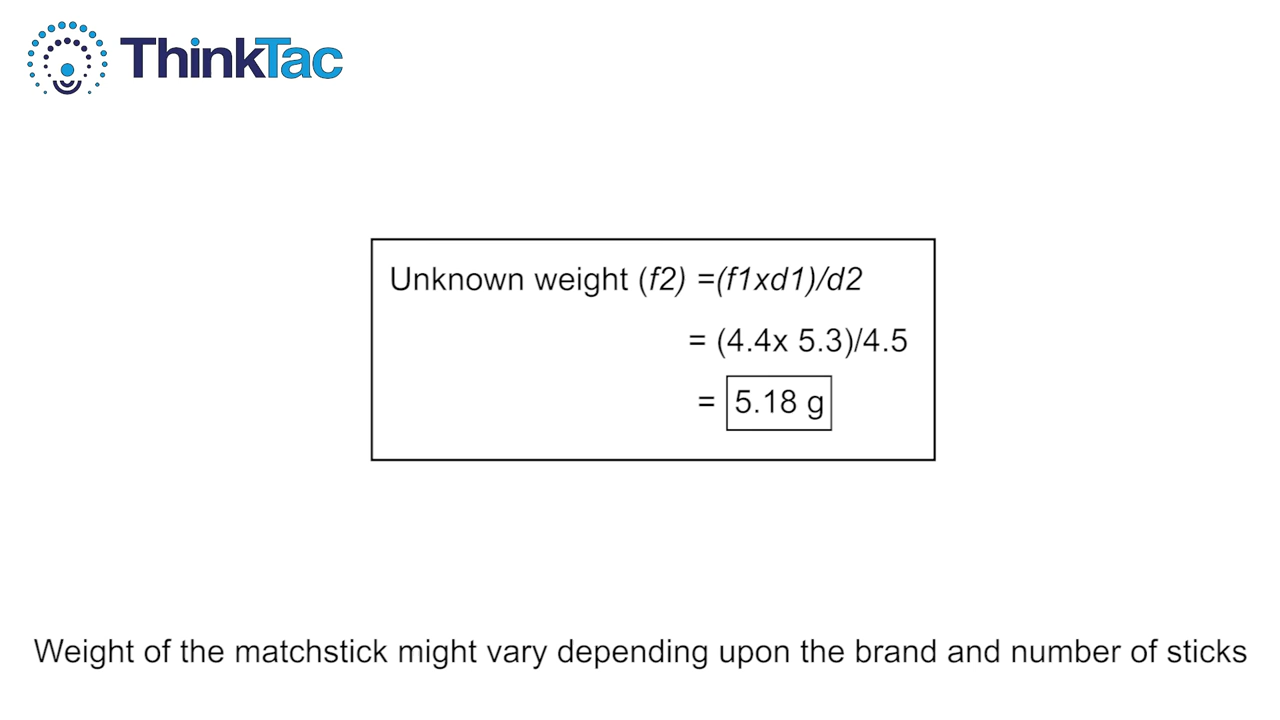 ThinkTac
Unknown weight (f2) =(f1xd1)/d2
= (4.4x 5.3)/4.5
= 5.18 g
Weight of the matchstick might vary depending upon the brand and number of sticks